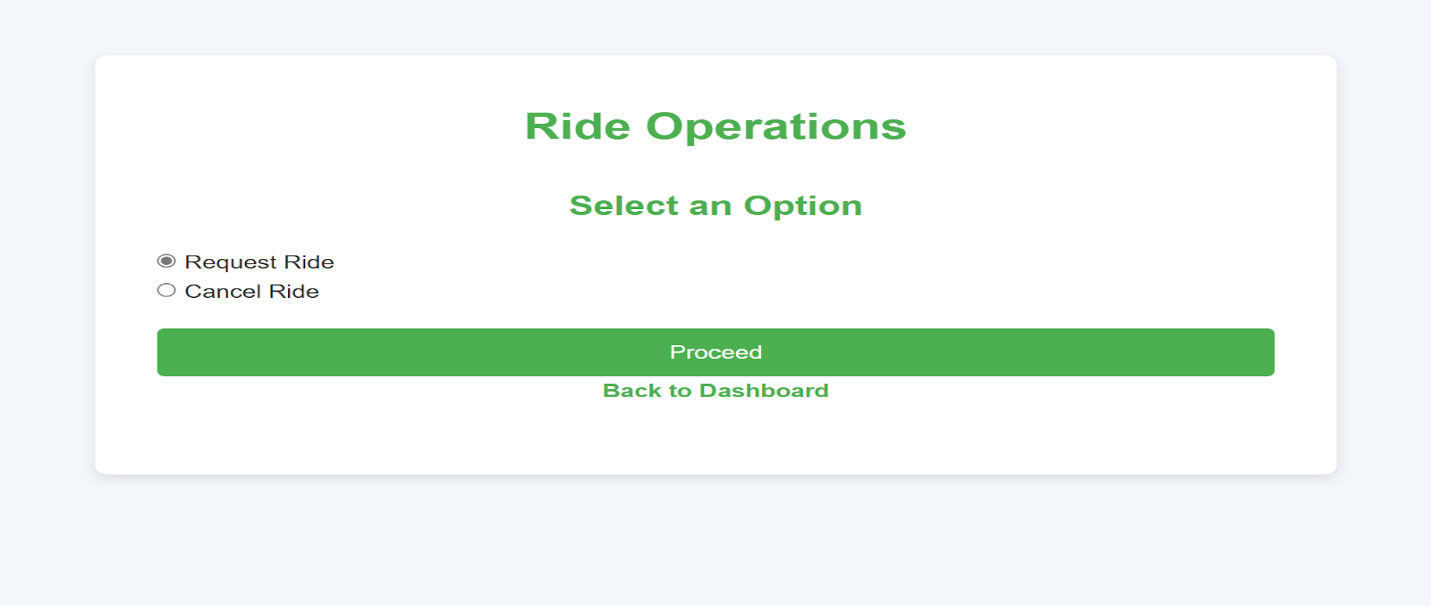 Ride Operations
Select an Option
Request Ride
Cancel Ride
Proceed
Back to Dashboard